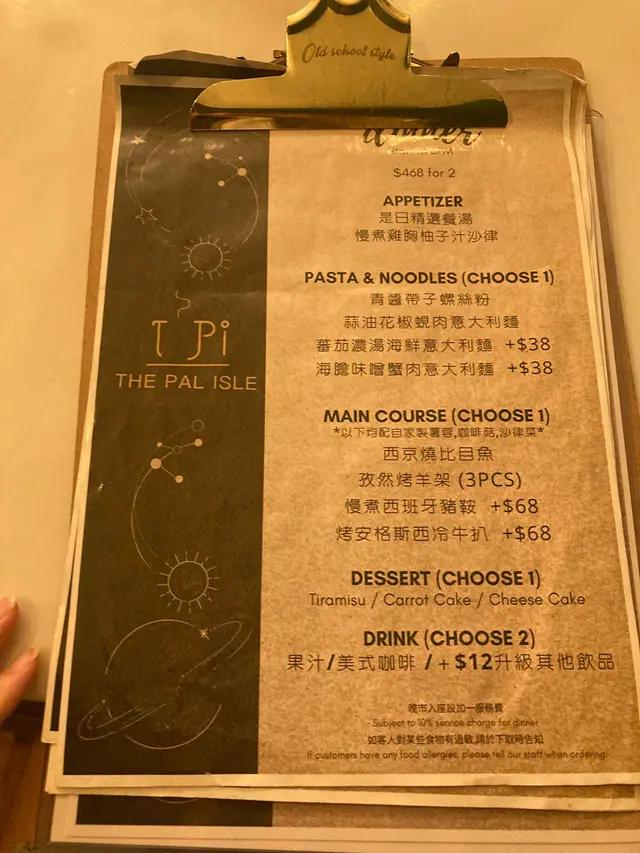 Old school style
dinner
$468 for 2
APPETIZER
是日精選餐湯
慢煮雞胸柚子汁沙律
PASTA & NOODLES (CHOOSE 1)
青醬帶子螺絲粉
蒜油花椒蜆肉意大利麵
蕃茄濃湯海鮮意大利麵 +$38
海膽味噌蟹肉意大利麵 +$38
MAIN COURSE (CHOOSE 1)
*以下均配自家製薯蓉,咖啡菇,沙律菜*
西京燒比目魚
孜然烤羊架 (3PCS)
慢煮西班牙豬鞍 +$68
烤安格斯西冷牛扒 +$68
DESSERT (CHOOSE 1)
Tiramisu / Carrot Cake / Cheese Cake
DRINK (CHOOSE 2)
果汁/美式咖啡 / + $12升級其他飲品
晚市入座設加一服務費
Subject to 10% service charge for dinner
如客人對某些食物有過敏,請於下取時告知
If customers have any food allergies, please tell our staff when ordering
T Pi
THE PAL ISLE